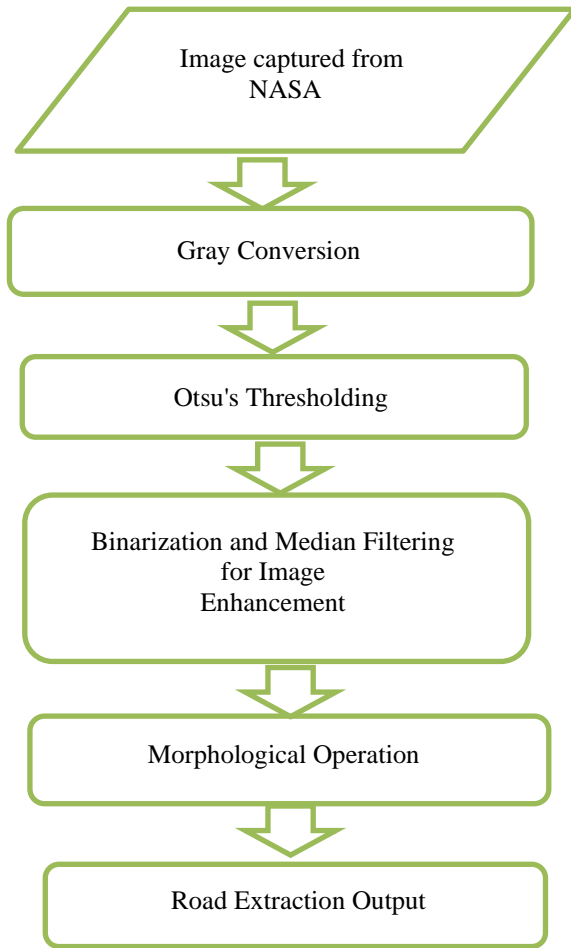 Image captured from
NASA
Gray Conversion
Otsu's Thresholding
Binarization and Median Filtering
for Image
Enhancement
Morphological Operation
Road Extraction Output